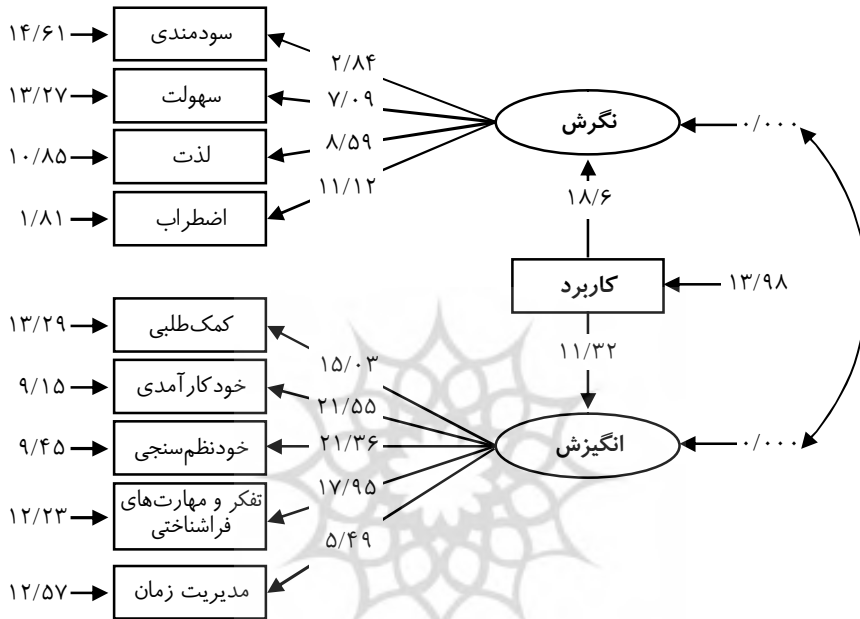 ۱۴/۶۱
سودمندی
۲/۸۴
۱۳/۲۷
سهولت
۷/۰۹
نگرش
۰/۰۰۰
۱۰/۸۵
لذت
۸/۵۹
۱/۸۱
اضطراب
۱۱/۱۲
۱۸/۶
کاربرد
۱۳/۹۸
۱۱/۳۲
۱۳/۲۹
کمک‌طلبی
۱۵/۰۳
۹/۱۵
خودکارآمدی
۲۱/۵۵
۹/۴۵
خودنظم‌سنجی
۲۱/۳۶
انگیزش
۰/۰۰۰
۱۲/۲۳
تفکر و مهارت‌های
فراشناختی
۱۷/۹۵
۵/۴۹
۱۲/۵۷
مدیریت زمان